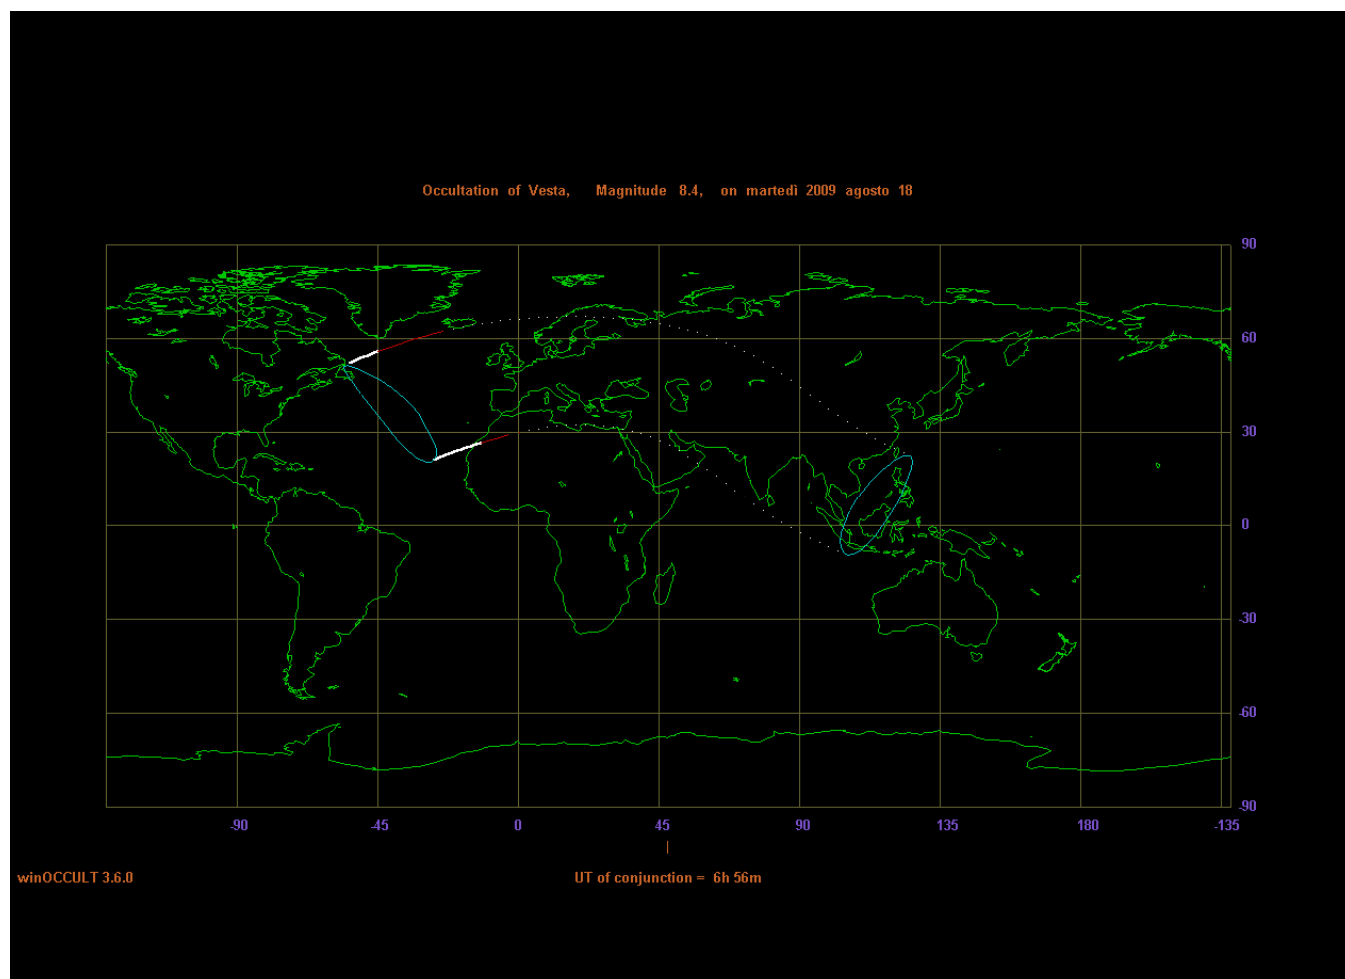 Occultation of Vesta, Magnitude 8.4, on martedì 2009 agosto 18
90
60
30
0
-30
-60
-90
-90 -45 0 45 90 135 180 -135
winOCCULT 3.6.0 UT of conjunction = 6h 56m